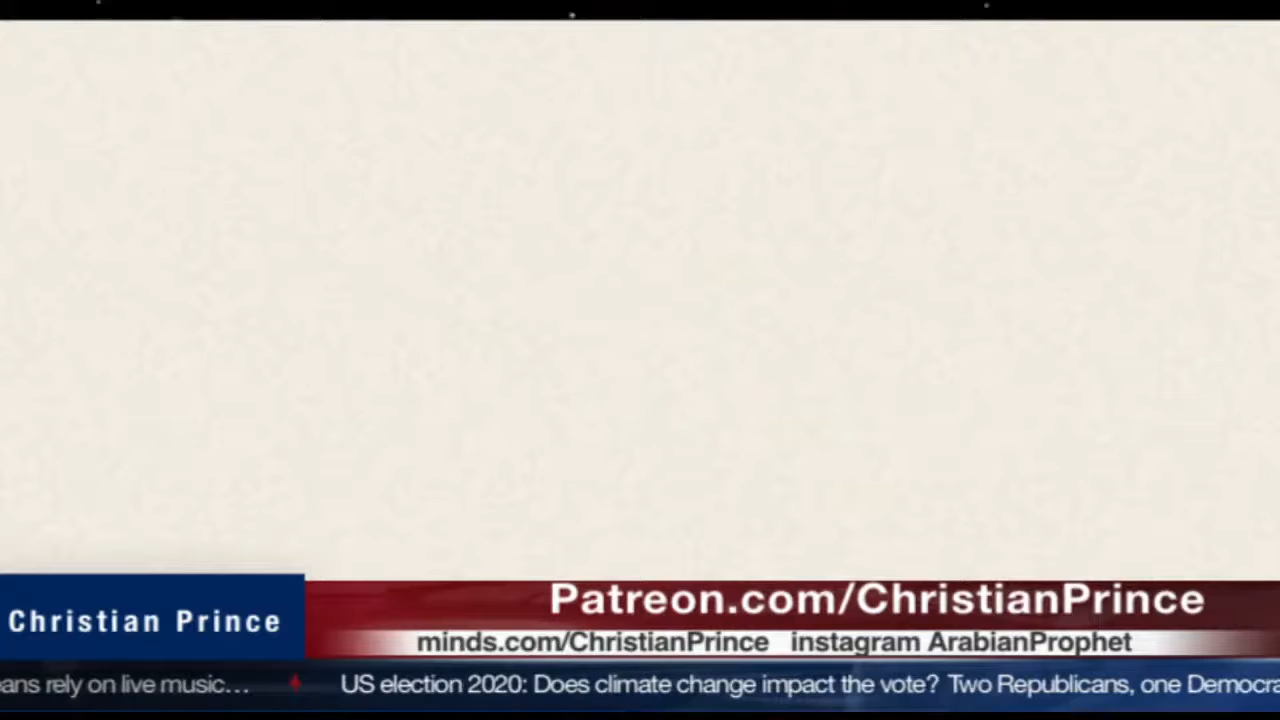 Patreon.com/ChristianPrince
Christian Prince
minds.com/ChristianPrince instagram ArabianProphet
rely on live music... US election 2020: Does climate change impact the vote? Two Republicans, one